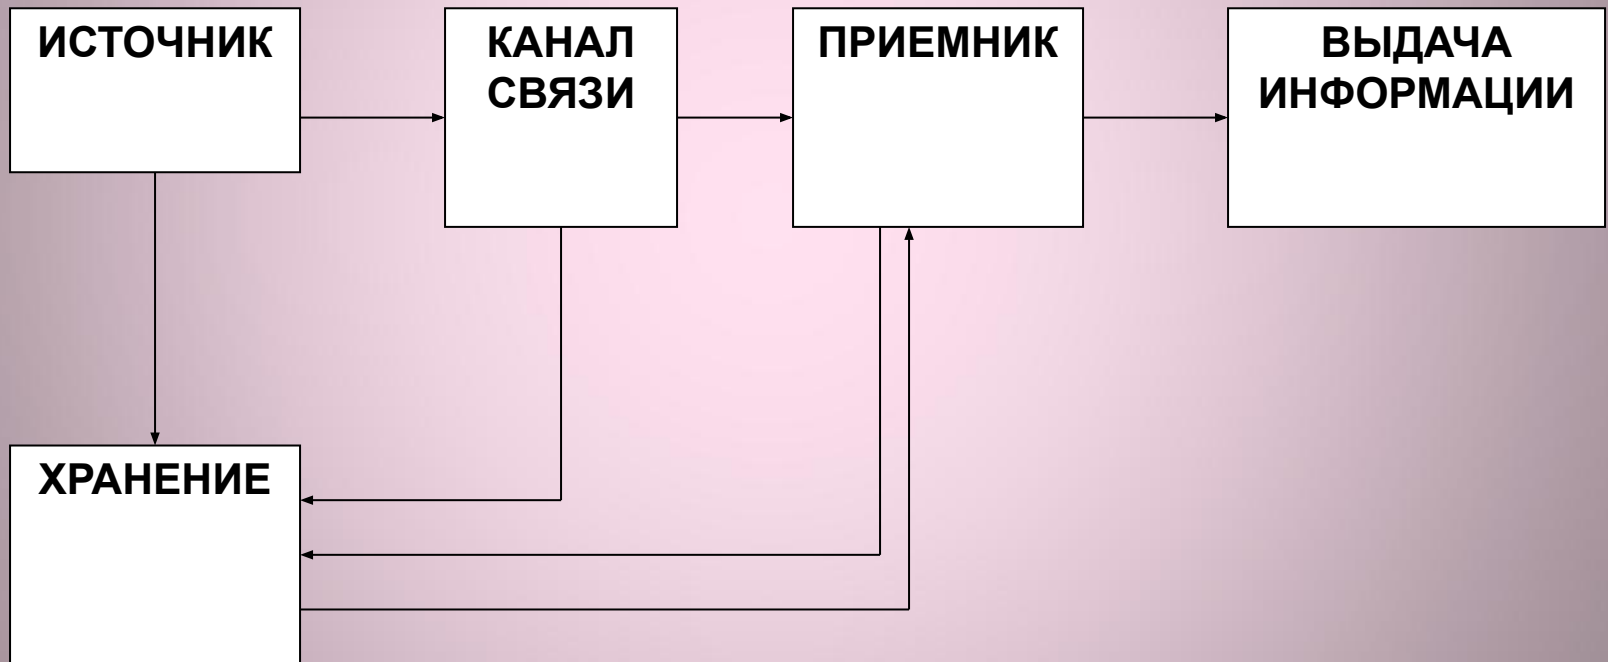 ИСТОЧНИК
КАНАЛ
СВЯЗИ
ПРИЕМНИК
ВЫДАЧА
ИНФОРМАЦИИ
ХРАНЕНИЕ